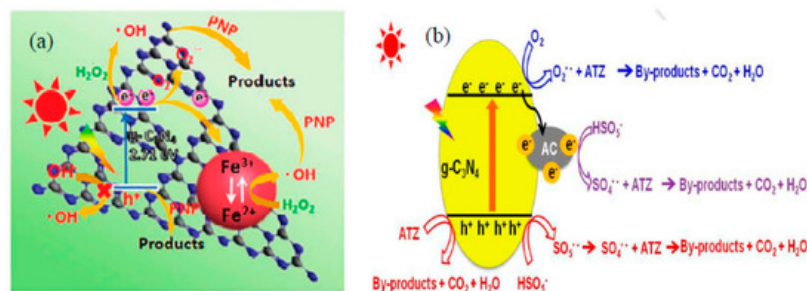 (a)
·OH
PNP
O₂·⁻
H₂O₂
Products
e⁻ e⁻
e⁻
PNP
g-C₃N₄
2.71 eV
Fe³⁺
·OH
OH⁻
h⁺
Fe²⁺
H₂O₂
·OH
PNP
Products
(b)
O₂
O₂·⁻ + ATZ → By-products + CO₂ + H₂O
e⁻ e⁻ e⁻ e⁻
HSO₅⁻
e⁻ AC e⁻
e⁻
g-C₃N₄
SO₄·⁻ + ATZ → By-products + CO₂ + H₂O
h⁺ h⁺ h⁺ h⁺
ATZ
SO₅·⁻ → SO₄·⁻ + ATZ → By-products + CO₂ + H₂O
By-products + CO₂ + H₂O
HSO₅⁻